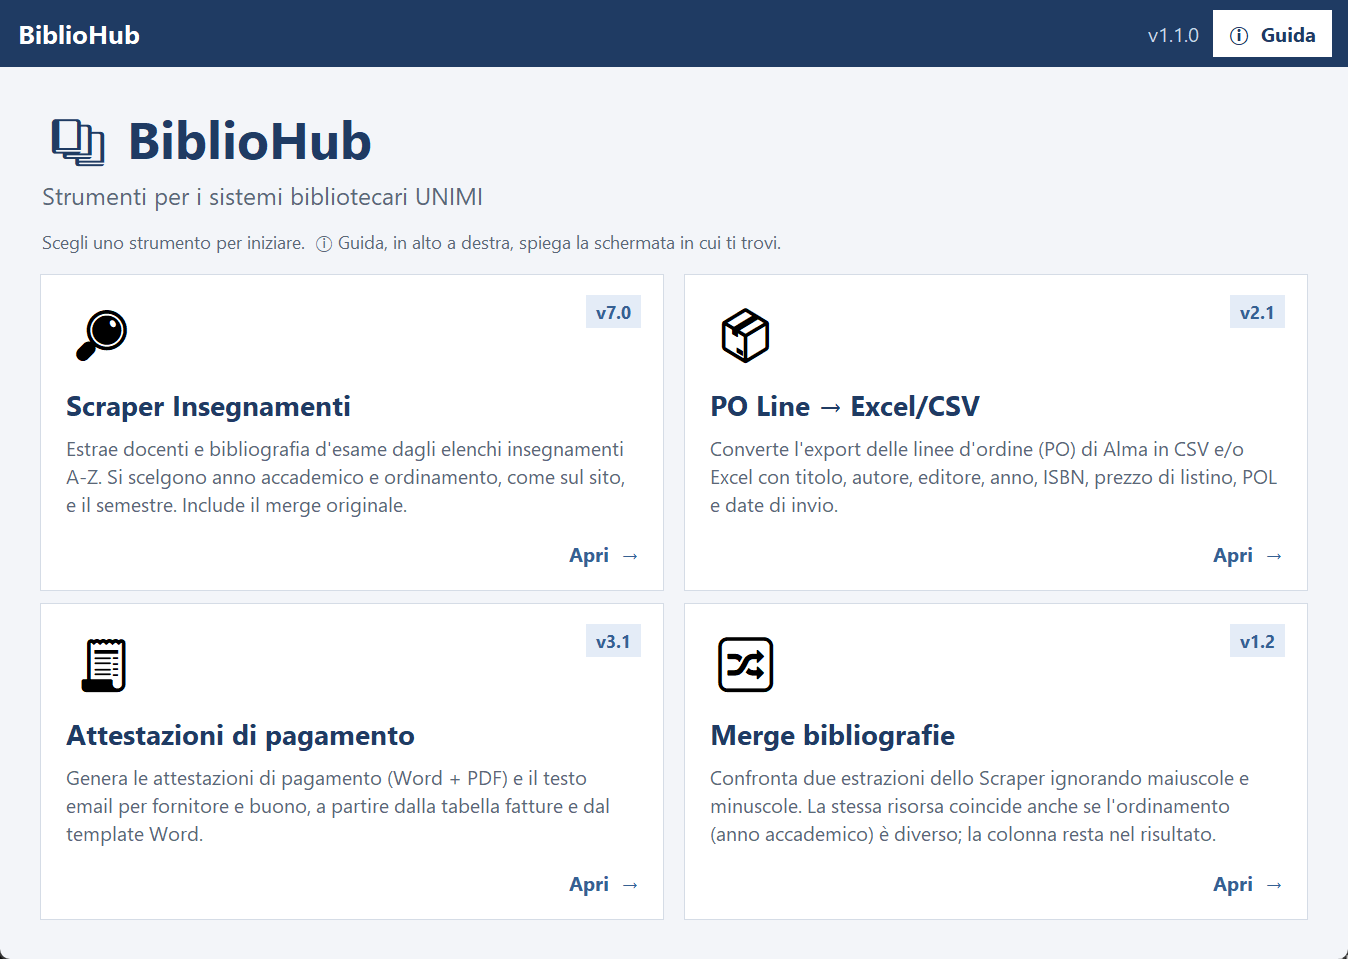 BiblioHub
v1.1.0
Guida
BiblioHub
Strumenti per i sistemi bibliotecari UNIMI
Scegli uno strumento per iniziare. ⓘ Guida, in alto a destra, spiega la schermata in cui ti trovi.
v7.0
Scraper Insegnamenti
Estrae docenti e bibliografia d'esame dagli elenchi insegnamenti
A-Z. Si scelgono anno accademico e ordinamento, come sul sito,
e il semestre. Include il merge originale.
Apri →
v2.1
PO Line → Excel/CSV
Converte l'export delle linee d'ordine (PO) di Alma in CSV e/o
Excel con titolo, autore, editore, anno, ISBN, prezzo di listino, POL
e date di invio.
Apri →
v3.1
Attestazioni di pagamento
Genera le attestazioni di pagamento (Word + PDF) e il testo
email per fornitore e buono, a partire dalla tabella fatture e dal
template Word.
Apri →
v1.2
Merge bibliografie
Confronta due estrazioni dello Scraper ignorando maiuscole e
minuscole. La stessa risorsa coincide anche se l'ordinamento
(anno accademico) è diverso; la colonna resta nel risultato.
Apri →